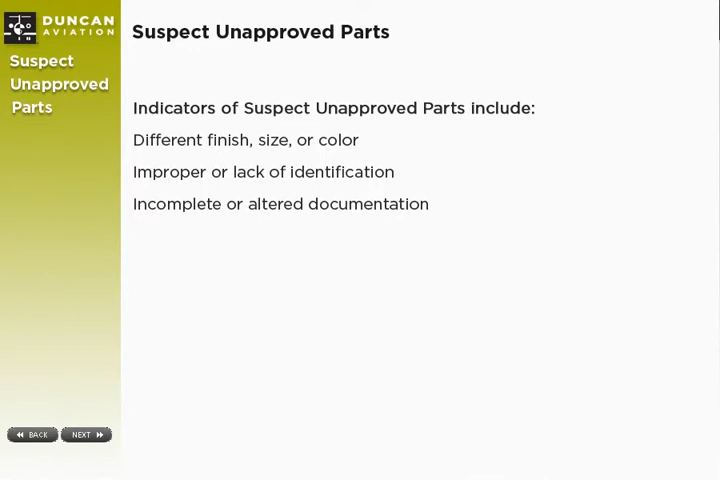 DUNCAN
AVIATION
Suspect
Unapproved
Parts
Suspect Unapproved Parts
Indicators of Suspect Unapproved Parts include:
Different finish, size, or color
Improper or lack of identification
Incomplete or altered documentation
BACK
NEXT